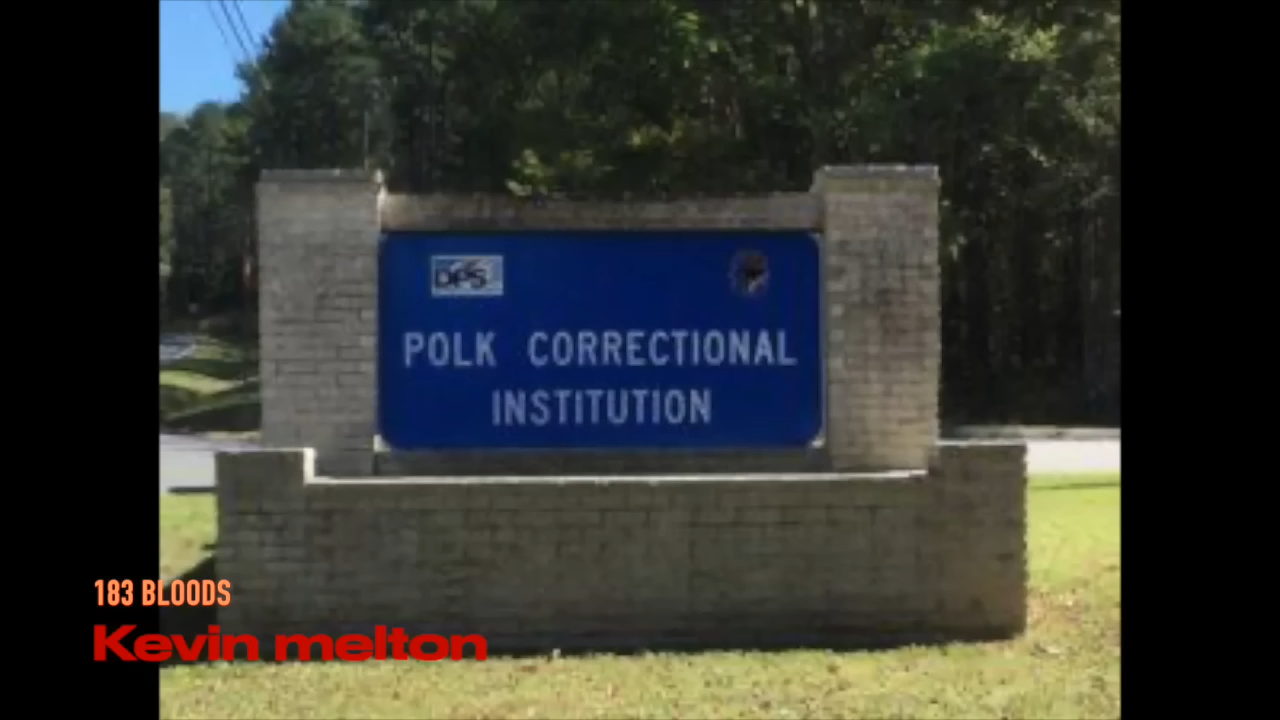 DPS
POLK CORRECTIONAL
INSTITUTION
183 BLOODS
Kevin melton